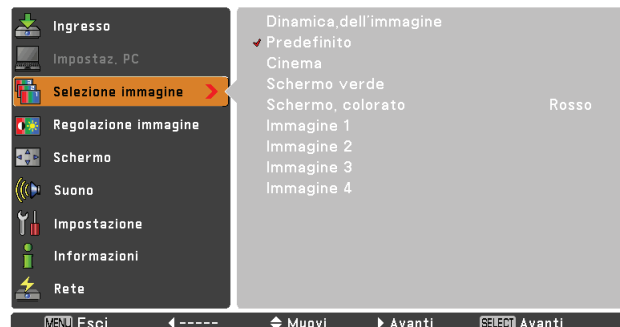 Ingresso
Impostaz. PC
Selezione immagine
Regolazione immagine
Schermo
Suono
Impostazione
Informazioni
Rete
Dinamica,dell'immagine
Predefinito
Cinema
Schermo verde
Schermo, colorato Rosso
Immagine 1
Immagine 2
Immagine 3
Immagine 4
MENU Esci ----- Muovi Avanti SELECT Avanti